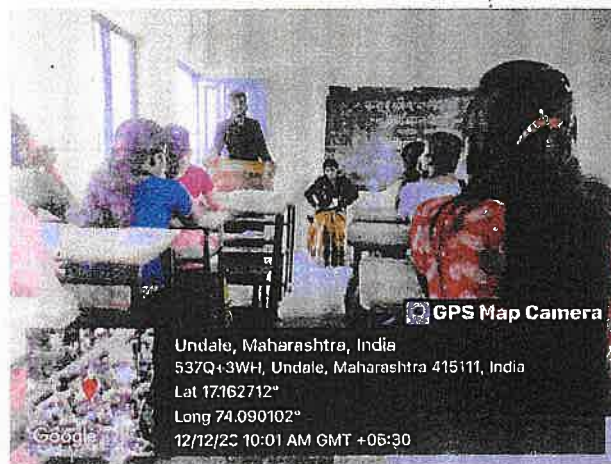 GPS Map Camera
Undale, Maharashtra, India
537Q+3WH, Undale, Maharashtra 415111, India
Lat 17.162712°
Long 74.090102°
10:01 AM GMT +05:30
Google